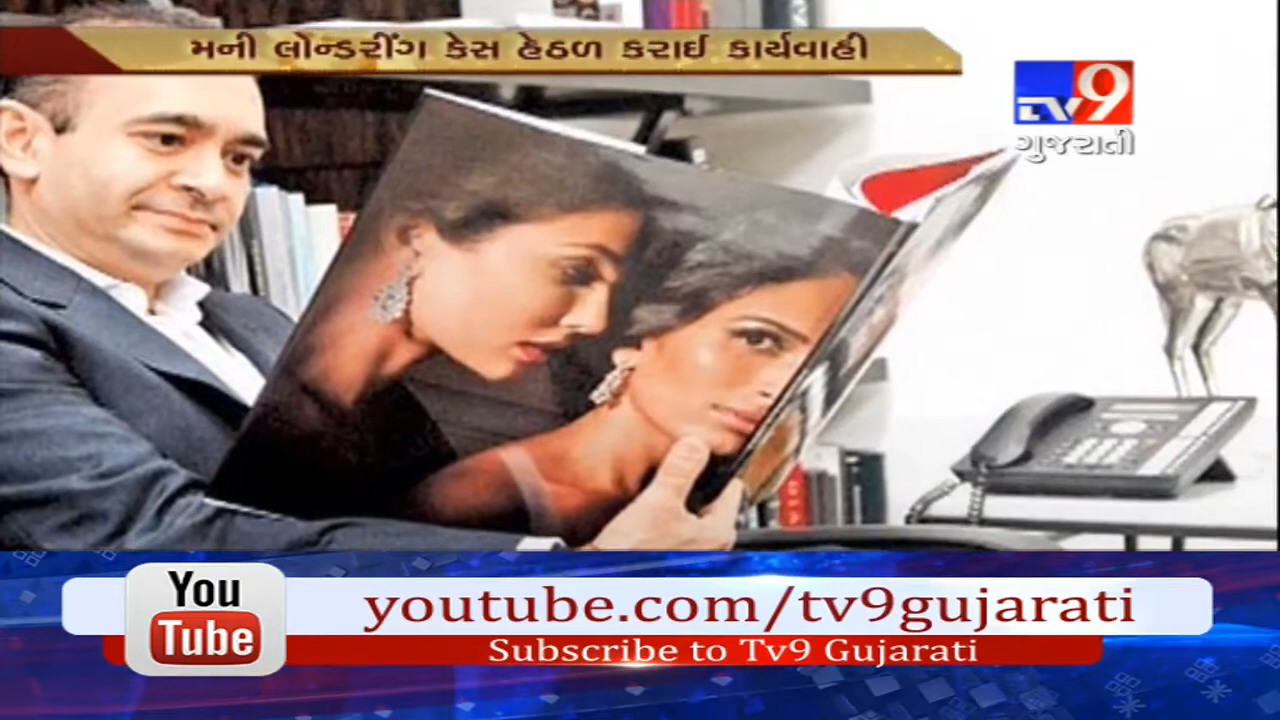 મની લોન્ડરીંગ કેસ હેઠળ કરાઈ કાર્યવાહી
TV9
ગુજરાતી
You
Tube
youtube.com/tv9gujarati
Subscribe to Tv9 Gujarati